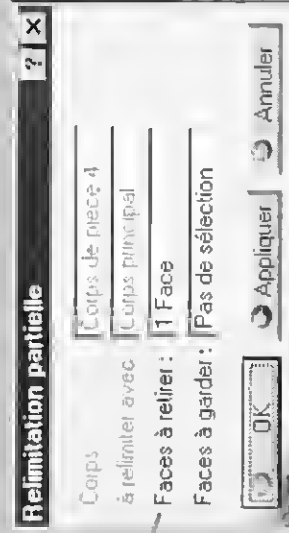 Relimitation partielle ? ×
Corps Corps de pièce 4
à relimiter avec Corps principal
Faces à retirer : 1 Face
Faces à garder : Pas de sélection
OK Appliquer Annuler